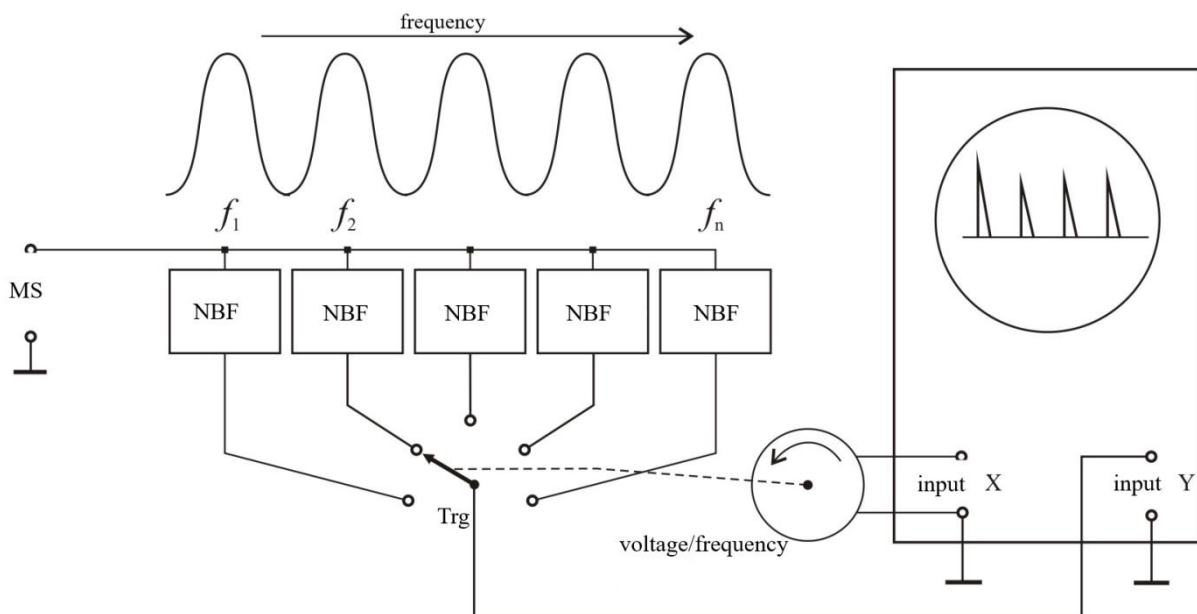 frequency
f1 f2 fn
MS
NBF NBF NBF NBF NBF
Trg
voltage/frequency
input X input Y